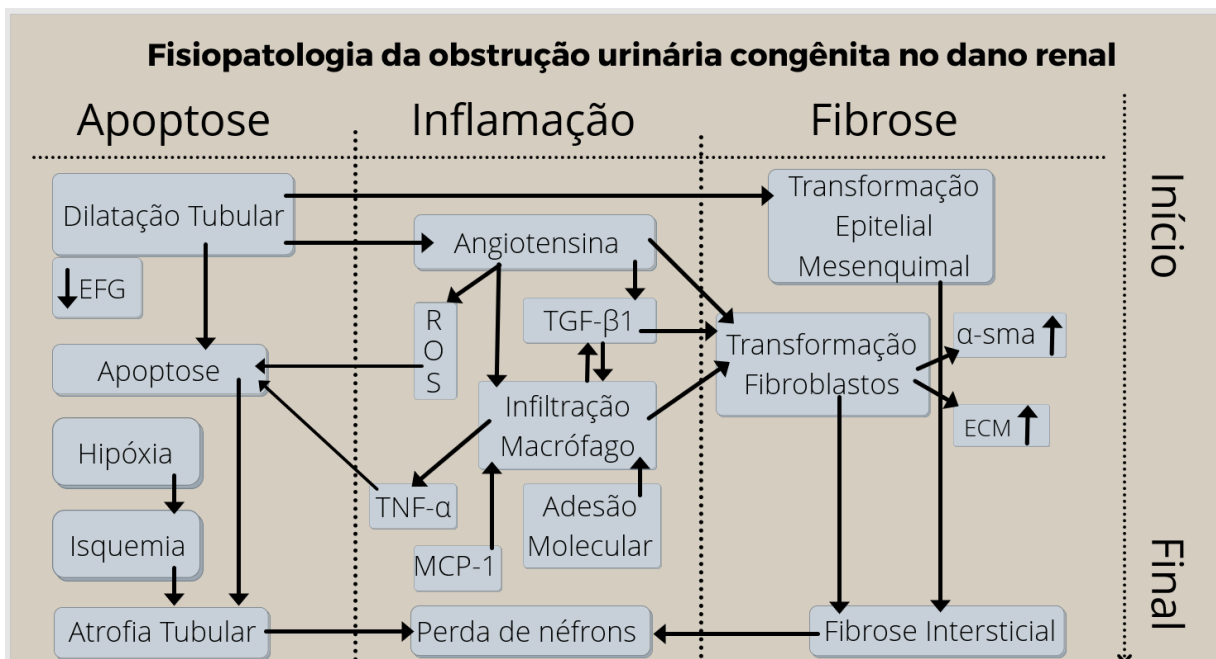 Fisiopatologia da obstrução urinária congênita no dano renal
Apoptose
Inflamação
Fibrose
Início
Final
Dilatação Tubular
EFG
Apoptose
Hipóxia
Isquemia
Atrofia Tubular
Angiotensina
R
O
S
TGF-β1
Infiltração
Macrófago
TNF-α
MCP-1
Adesão
Molecular
Perda de néfrons
Transformação
Epitelial
Mesenquimal
Transformação
Fibroblastos
α-sma
ECM
Fibrose Intersticial